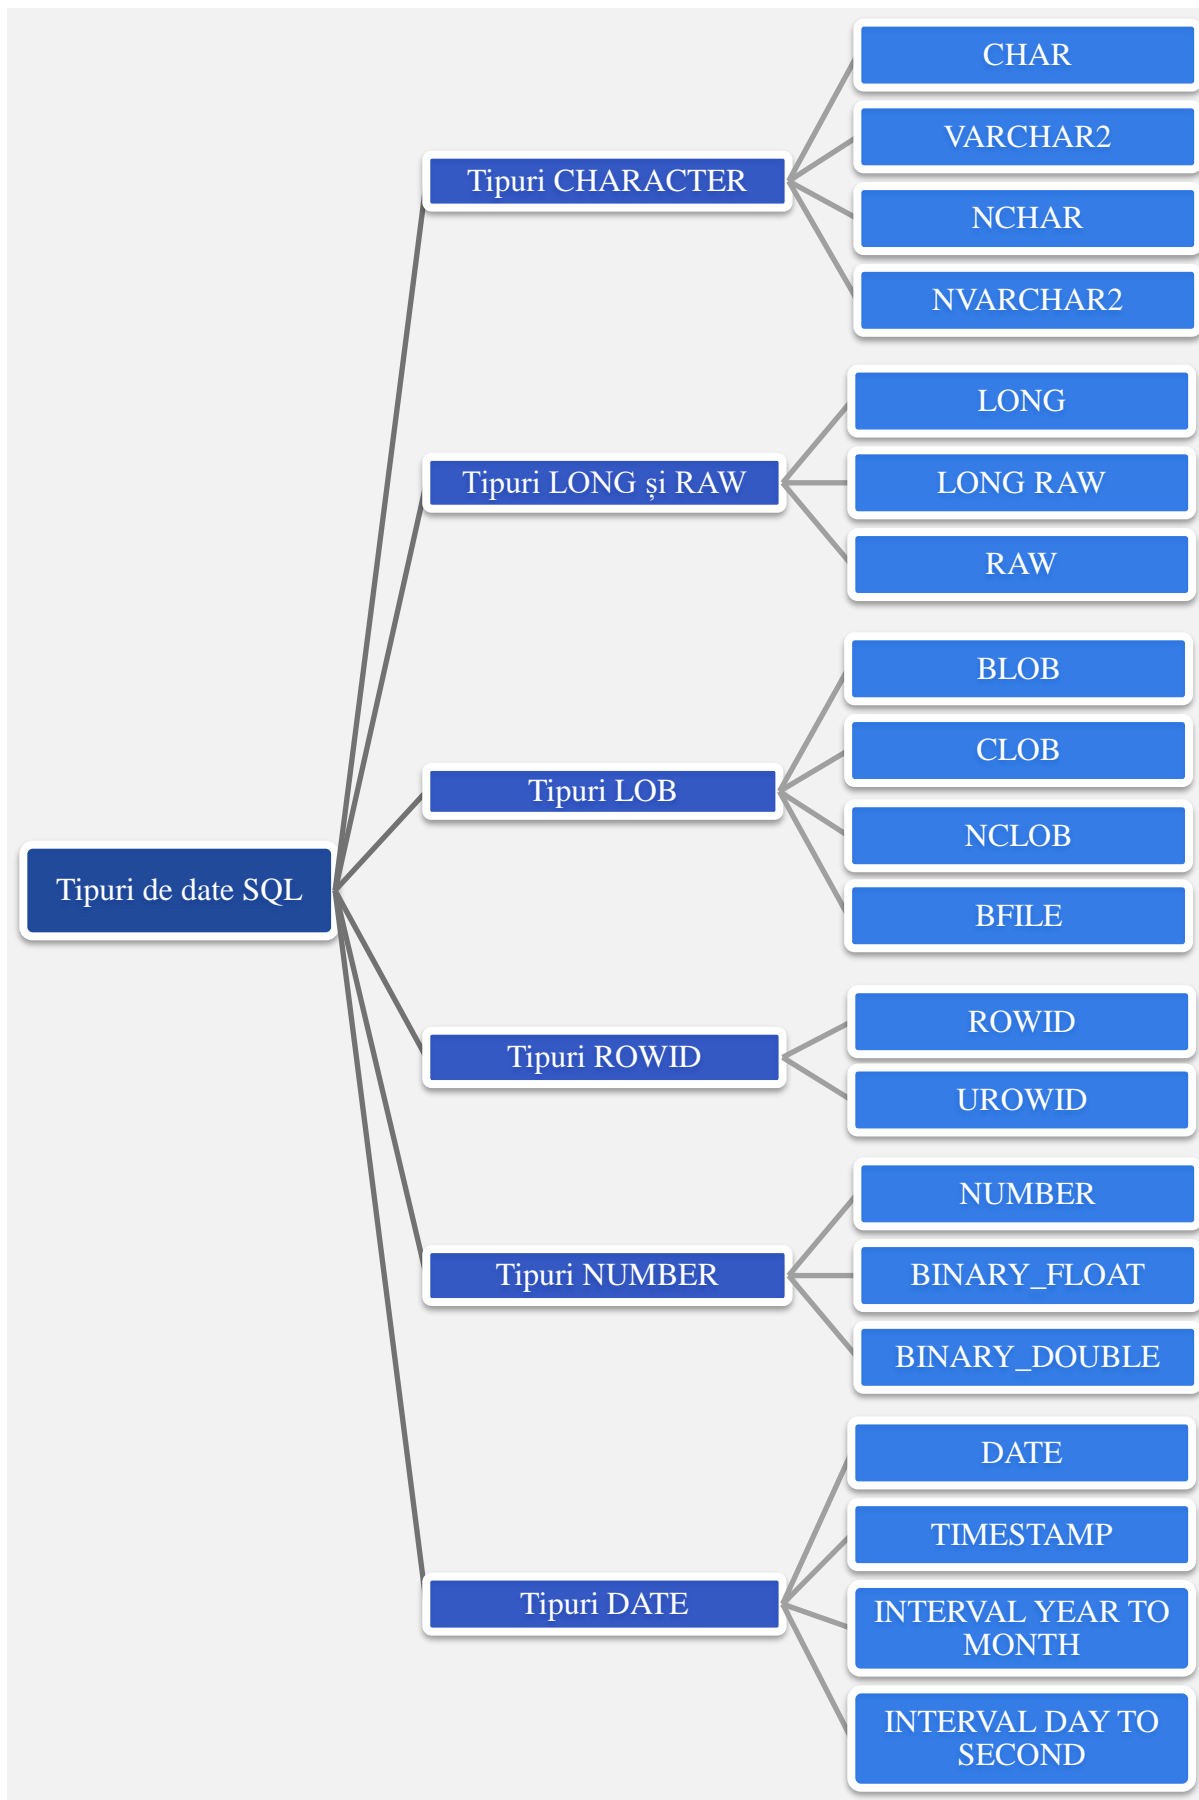 Tipuri de date SQL
Tipuri CHARACTER
CHAR
VARCHAR2
NCHAR
NVARCHAR2
Tipuri LONG și RAW
LONG
LONG RAW
RAW
Tipuri LOB
BLOB
CLOB
NCLOB
BFILE
Tipuri ROWID
ROWID
UROWID
Tipuri NUMBER
NUMBER
BINARY_FLOAT
BINARY_DOUBLE
Tipuri DATE
DATE
TIMESTAMP
INTERVAL YEAR TO
MONTH
INTERVAL DAY TO
SECOND